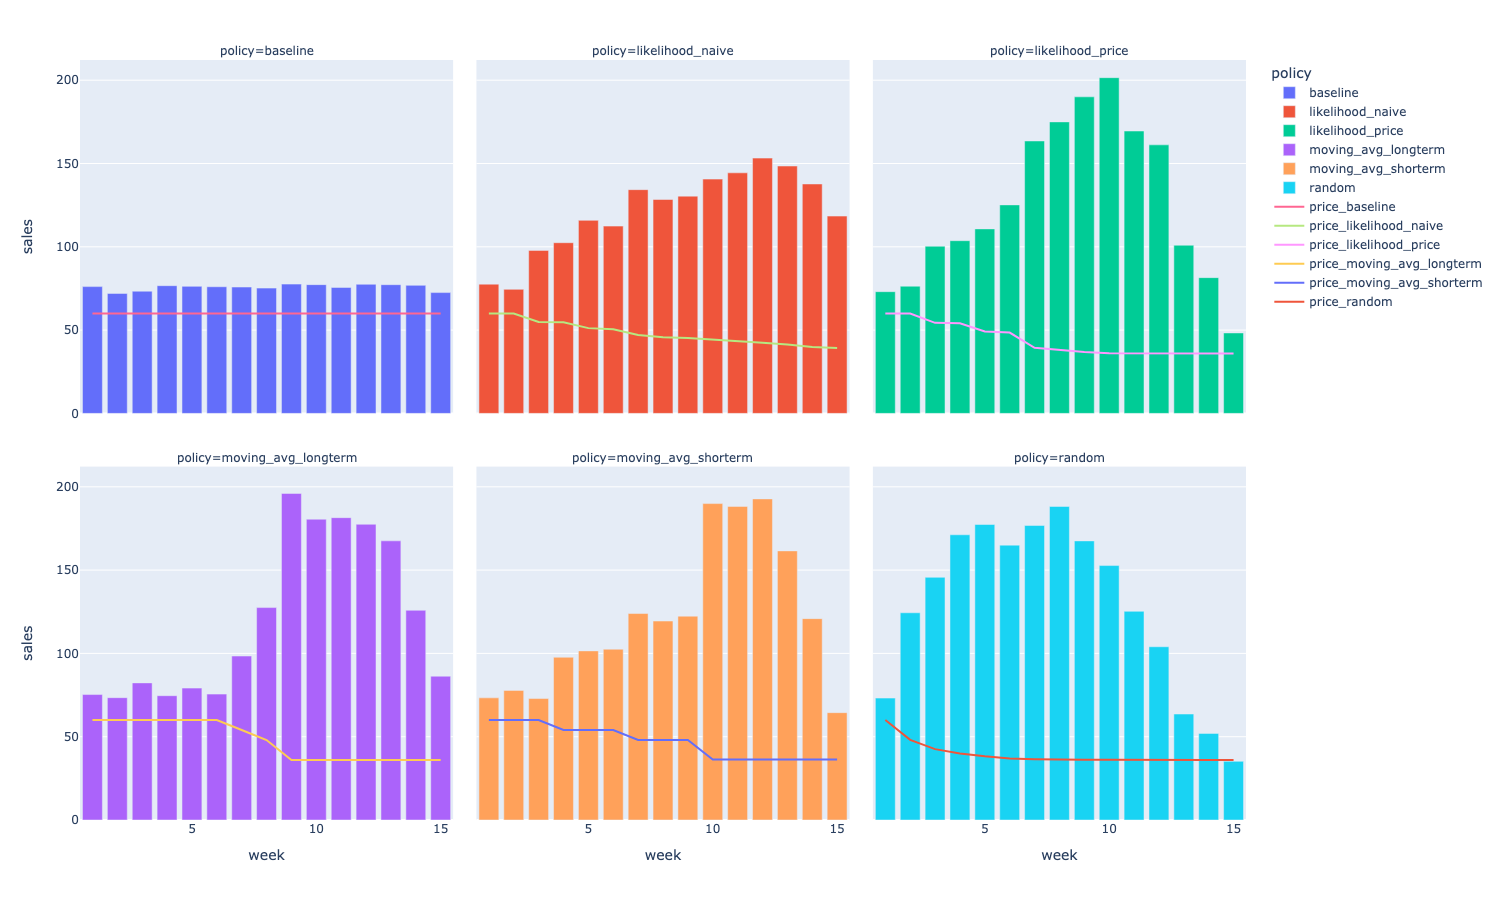 policy=baseline
policy=likelihood_naive
policy=likelihood_price
200
150
100
50
0
sales
policy=moving_avg_longterm
policy=moving_avg_shorterm
policy=random
200
150
100
50
0
sales
5
10
15
5
10
15
5
10
15
week
week
week
policy
baseline
likelihood_naive
likelihood_price
moving_avg_longterm
moving_avg_shorterm
random
price_baseline
price_likelihood_naive
price_likelihood_price
price_moving_avg_longterm
price_moving_avg_shorterm
price_random